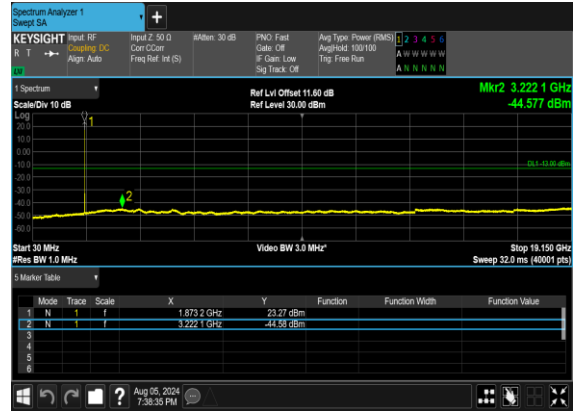 Spectrum Analyzer 1
Swept SA
+
KEYSIGHT
R T
Input: RF
Coupling: DC
Align: Auto
Input Z: 50 Ω
Corr CCorr
Freq Ref: Int (S)
#Atten: 30 dB
PNO: Fast
Gate: Off
IF Gain: Low
Sig Track: Off
Avg Type: Power (RMS)
Avg|Hold: 100/100
Trig: Free Run
1 2 3 4 5 6
A W W W W W
A N N N N N
1 Spectrum
Scale/Div 10 dB
Ref Lvl Offset 11.60 dB
Ref Level 30.00 dBm
Mkr2 3.222 1 GHz
-44.577 dBm
Log
20.0
10.0
0.00
-10.0
-20.0
-30.0
-40.0
-50.0
-60.0
1
2
DL1 -13.00 dBm
Start 30 MHz
#Res BW 1.0 MHz
Video BW 3.0 MHz*
Stop 19.150 GHz
Sweep 32.0 ms (40001 pts)
5 Marker Table
Mode Trace Scale X Y Function Function Width Function Value
1 N 1 f 1.873 2 GHz 23.27 dBm
2 N 1 f 3.222 1 GHz -44.58 dBm
3
4
5
6
?
Aug 05, 2024
7:38:35 PM